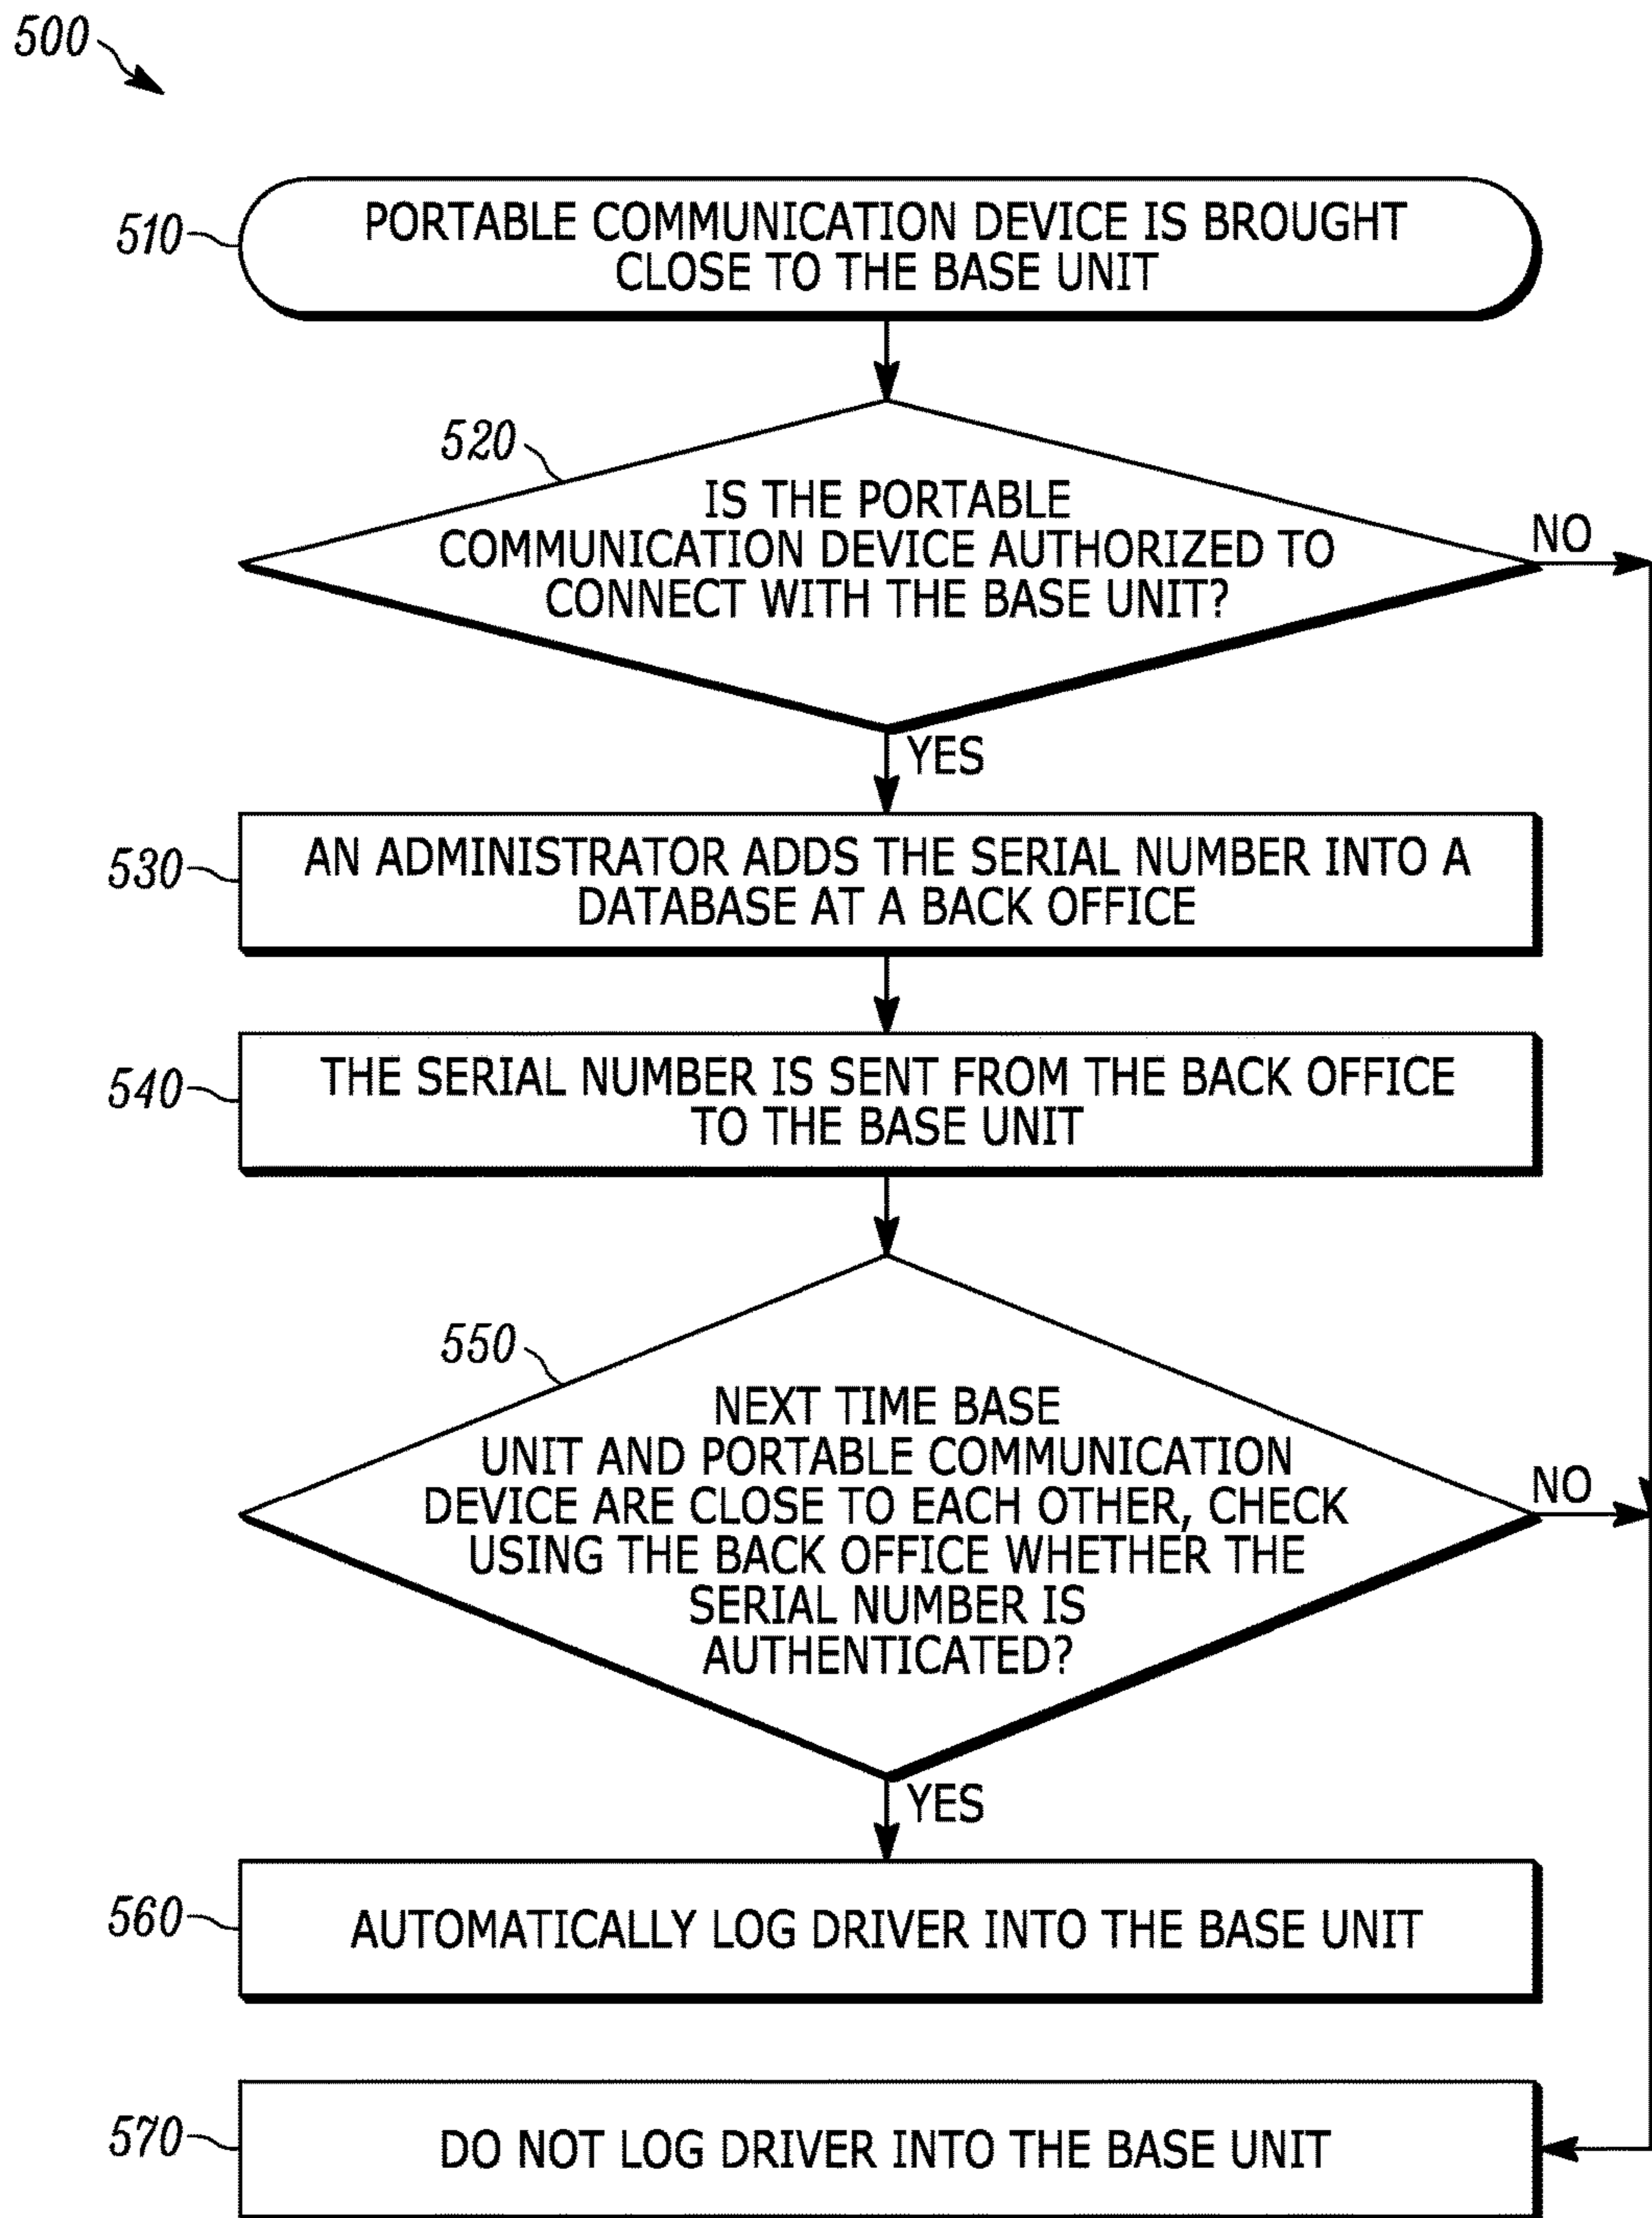 500
510
PORTABLE COMMUNICATION DEVICE IS BROUGHT
CLOSE TO THE BASE UNIT
520
IS THE PORTABLE
COMMUNICATION DEVICE AUTHORIZED TO
CONNECT WITH THE BASE UNIT?
NO
YES
530
AN ADMINISTRATOR ADDS THE SERIAL NUMBER INTO A
DATABASE AT A BACK OFFICE
540
THE SERIAL NUMBER IS SENT FROM THE BACK OFFICE
TO THE BASE UNIT
550
NEXT TIME BASE
UNIT AND PORTABLE COMMUNICATION
DEVICE ARE CLOSE TO EACH OTHER, CHECK
USING THE BACK OFFICE WHETHER THE
SERIAL NUMBER IS
AUTHENTICATED?
NO
YES
560
AUTOMATICALLY LOG DRIVER INTO THE BASE UNIT
570
DO NOT LOG DRIVER INTO THE BASE UNIT